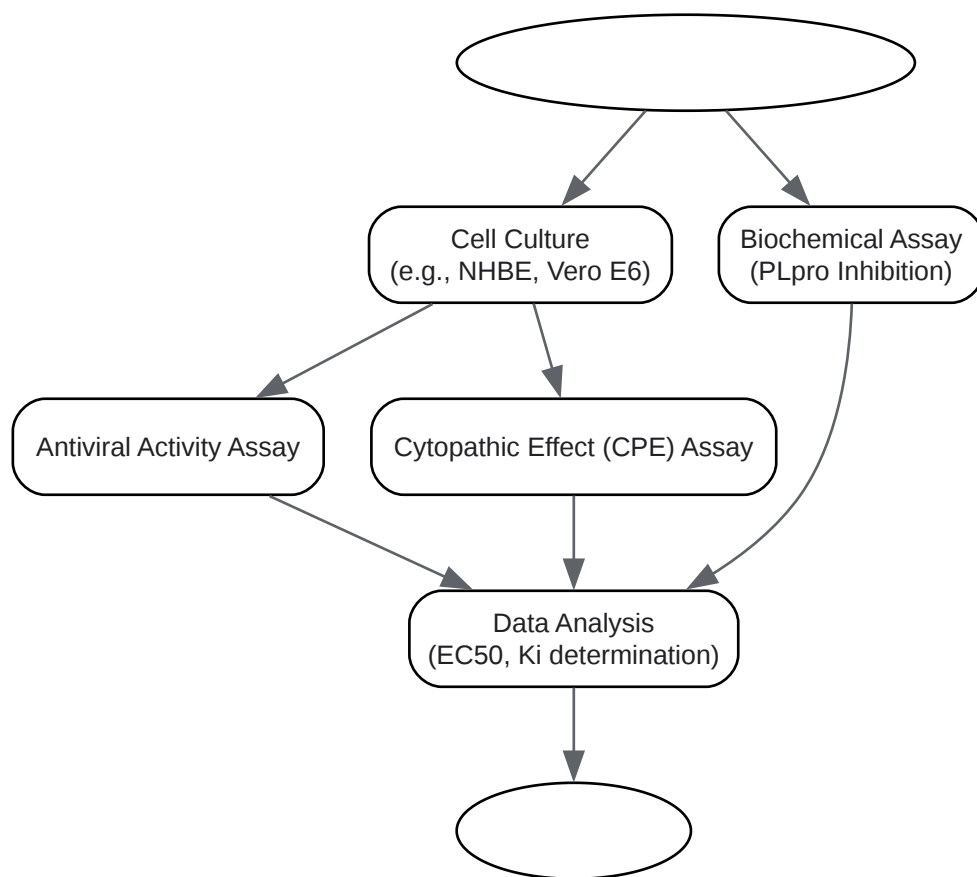 Cell Culture
(e.g., NHBE, Vero E6)
Biochemical Assay
(PLpro Inhibition)
Antiviral Activity Assay
Cytopathic Effect (CPE) Assay
Data Analysis
(EC50, Ki determination)